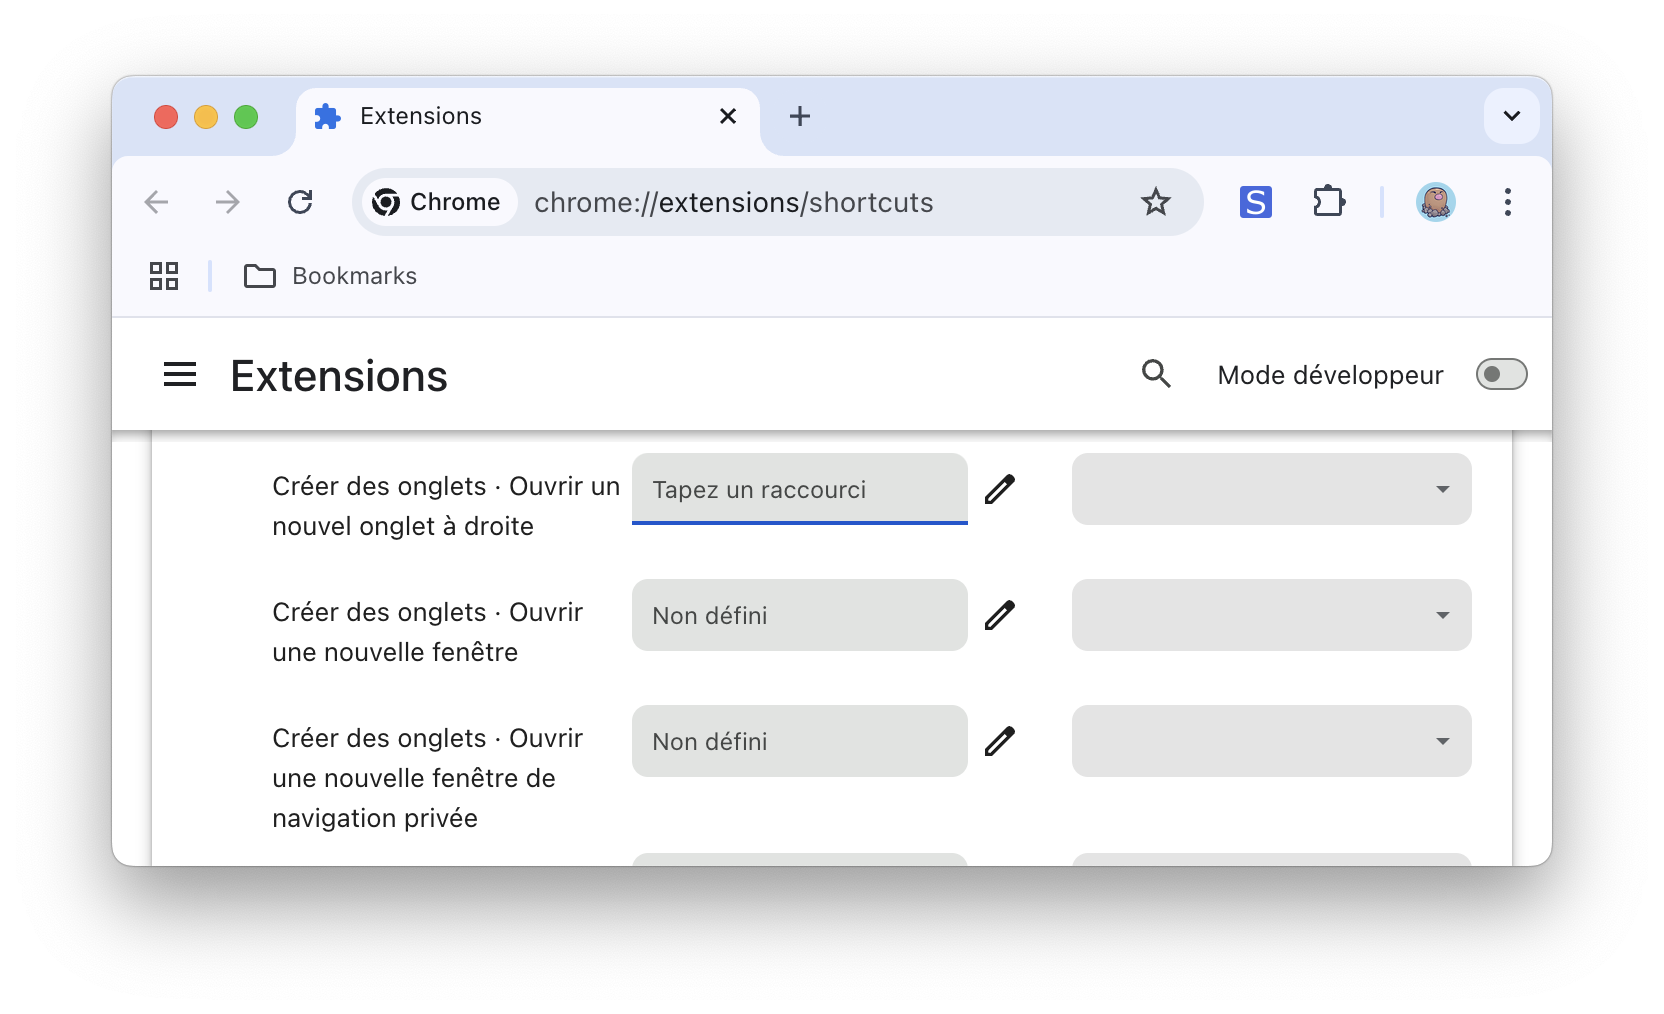 Extensions
Chrome
chrome://extensions/shortcuts
S
Bookmarks
Extensions
Mode développeur
Créer des onglets · Ouvrir un
nouvel onglet à droite
Tapez un raccourci
Créer des onglets · Ouvrir
une nouvelle fenêtre
Non défini
Créer des onglets · Ouvrir
une nouvelle fenêtre de
navigation privée
Non défini